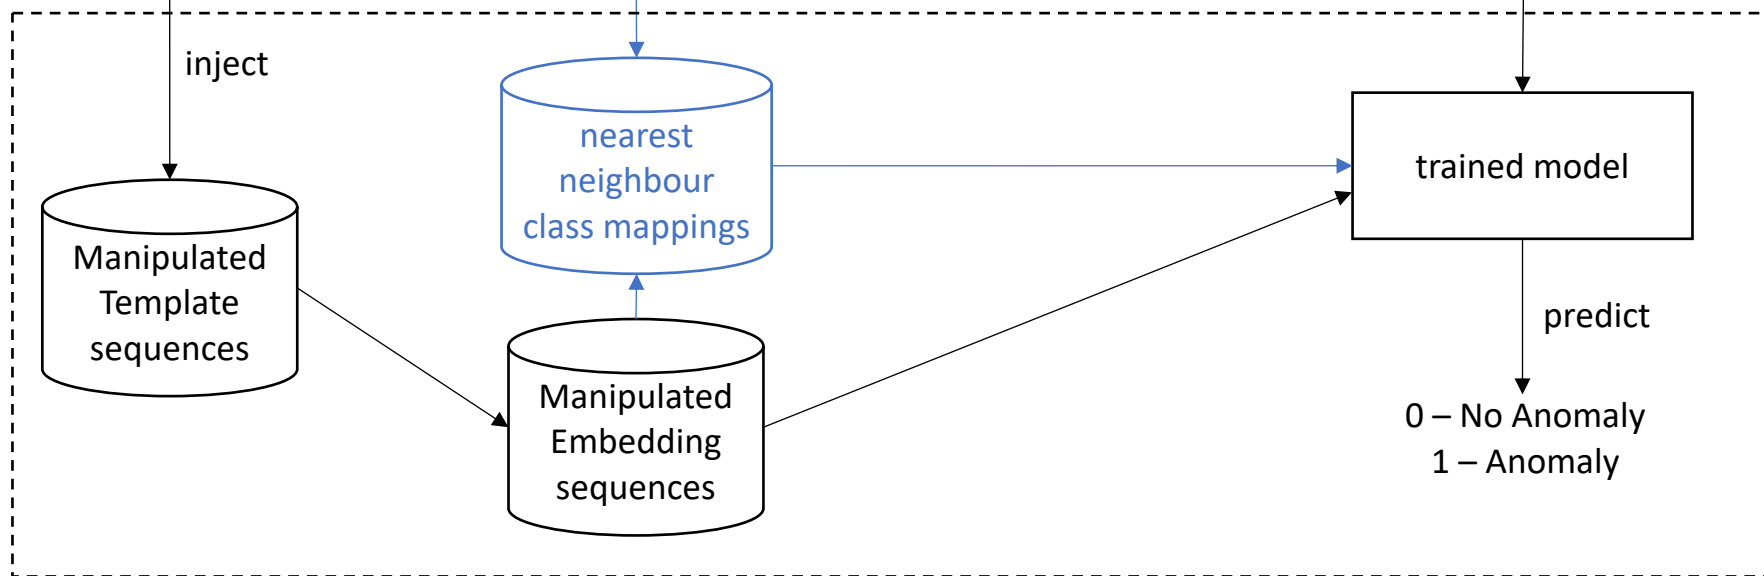 inject
nearest
neighbour
class mappings
trained model
Manipulated
Template
sequences
predict
Manipulated
Embedding
sequences
0 – No Anomaly
1 – Anomaly